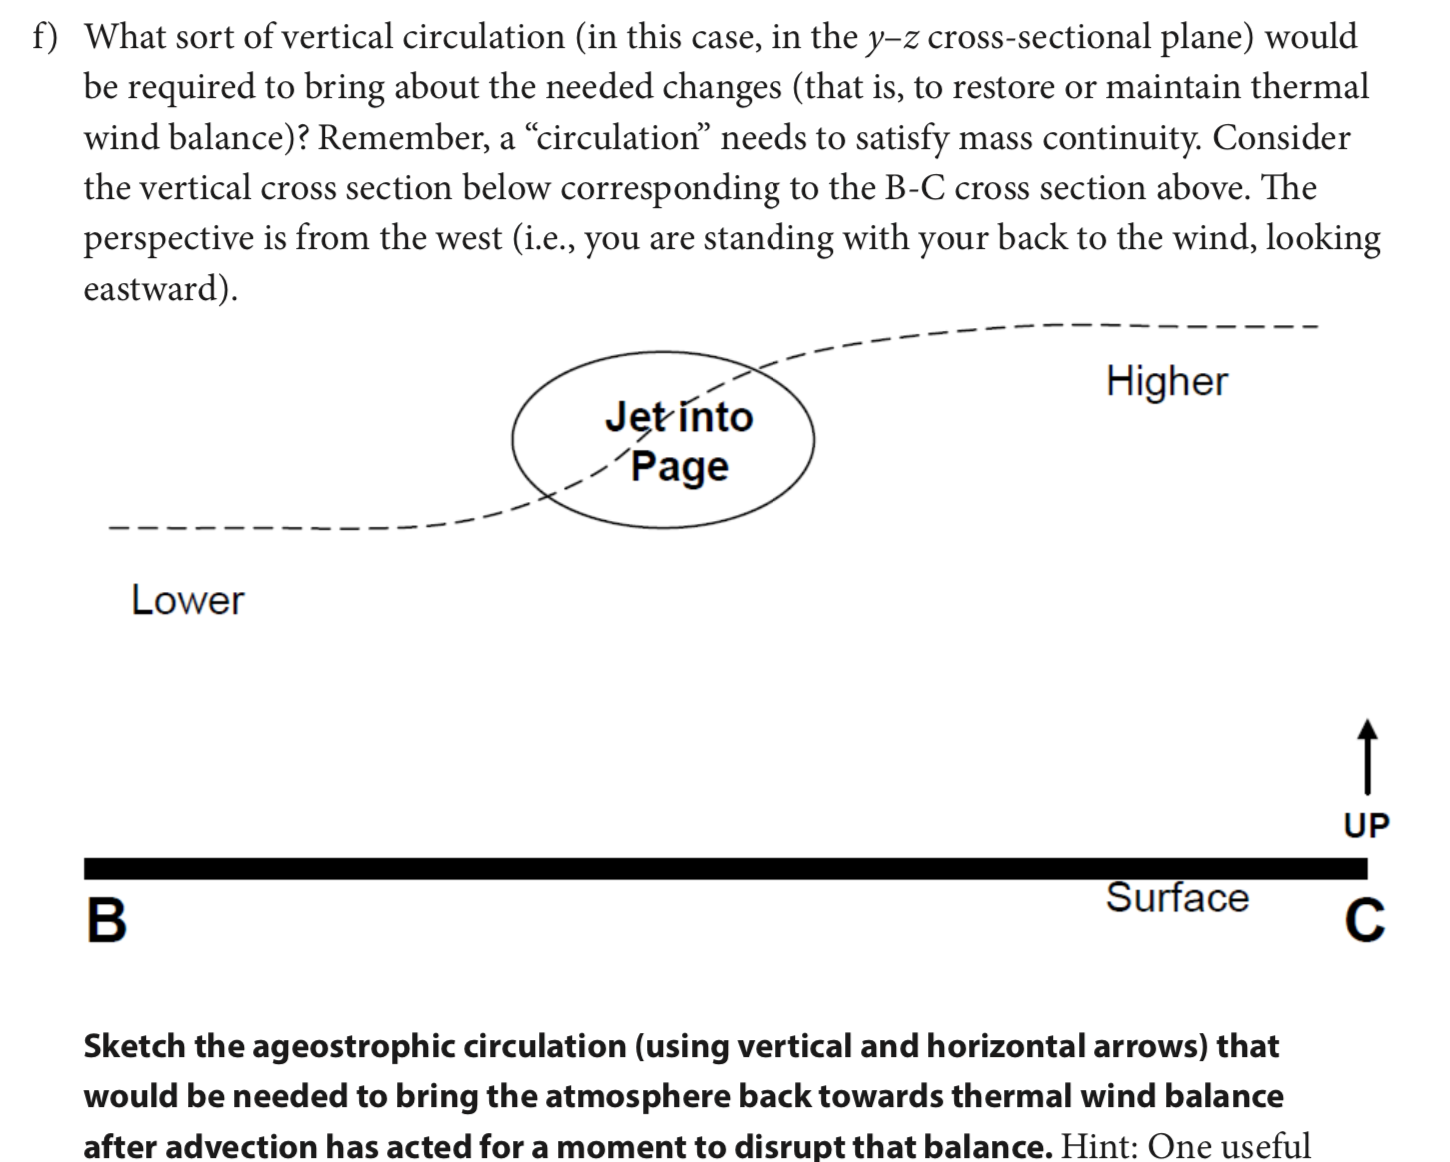 f) What sort of vertical circulation (in this case, in the y–z cross-sectional plane) would
be required to bring about the needed changes (that is, to restore or maintain thermal
wind balance)? Remember, a “circulation” needs to satisfy mass continuity. Consider
the vertical cross section below corresponding to the B-C cross section above. The
perspective is from the west (i.e., you are standing with your back to the wind, looking
eastward).
Higher
Jet into
Page
Lower
UP
Surface
B
C
Sketch the ageostrophic circulation (using vertical and horizontal arrows) that
would be needed to bring the atmosphere back towards thermal wind balance
after advection has acted for a moment to disrupt that balance. Hint: One useful